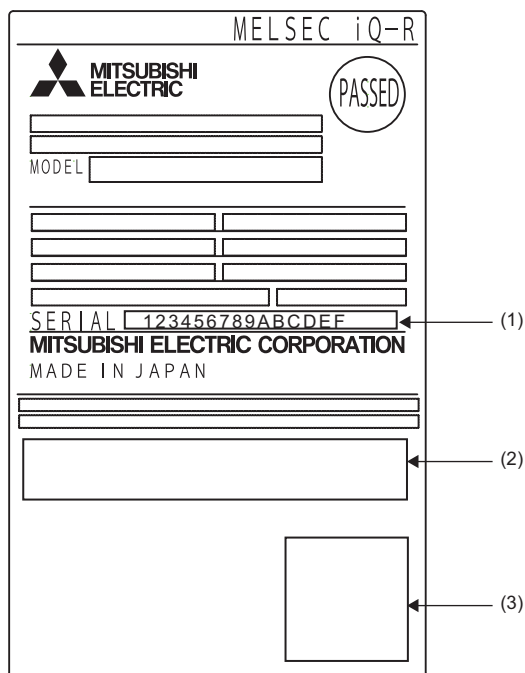 MELSEC iQ-R
MITSUBISHI
ELECTRIC
PASSED
MODEL
SERIAL 123456789ABCDEF
(1)
MITSUBISHI ELECTRIC CORPORATION
MADE IN JAPAN
(2)
(3)